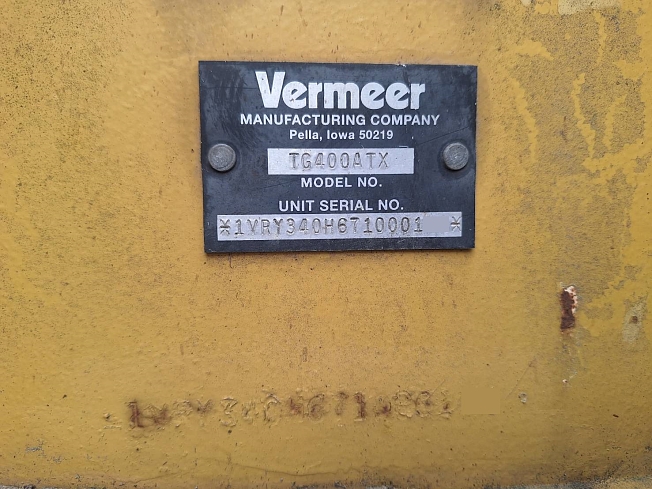 Vermeer
MANUFACTURING COMPANY
Pella, Iowa 50219
TG400ATX
MODEL NO.
UNIT SERIAL NO.
*1VRY340H6710001 *